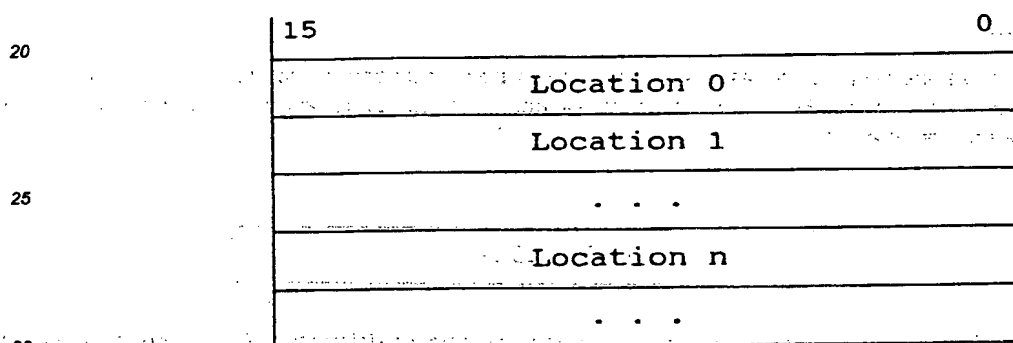 15 0
20
Location 0
Location 1
25
. . .
Location n
. . .